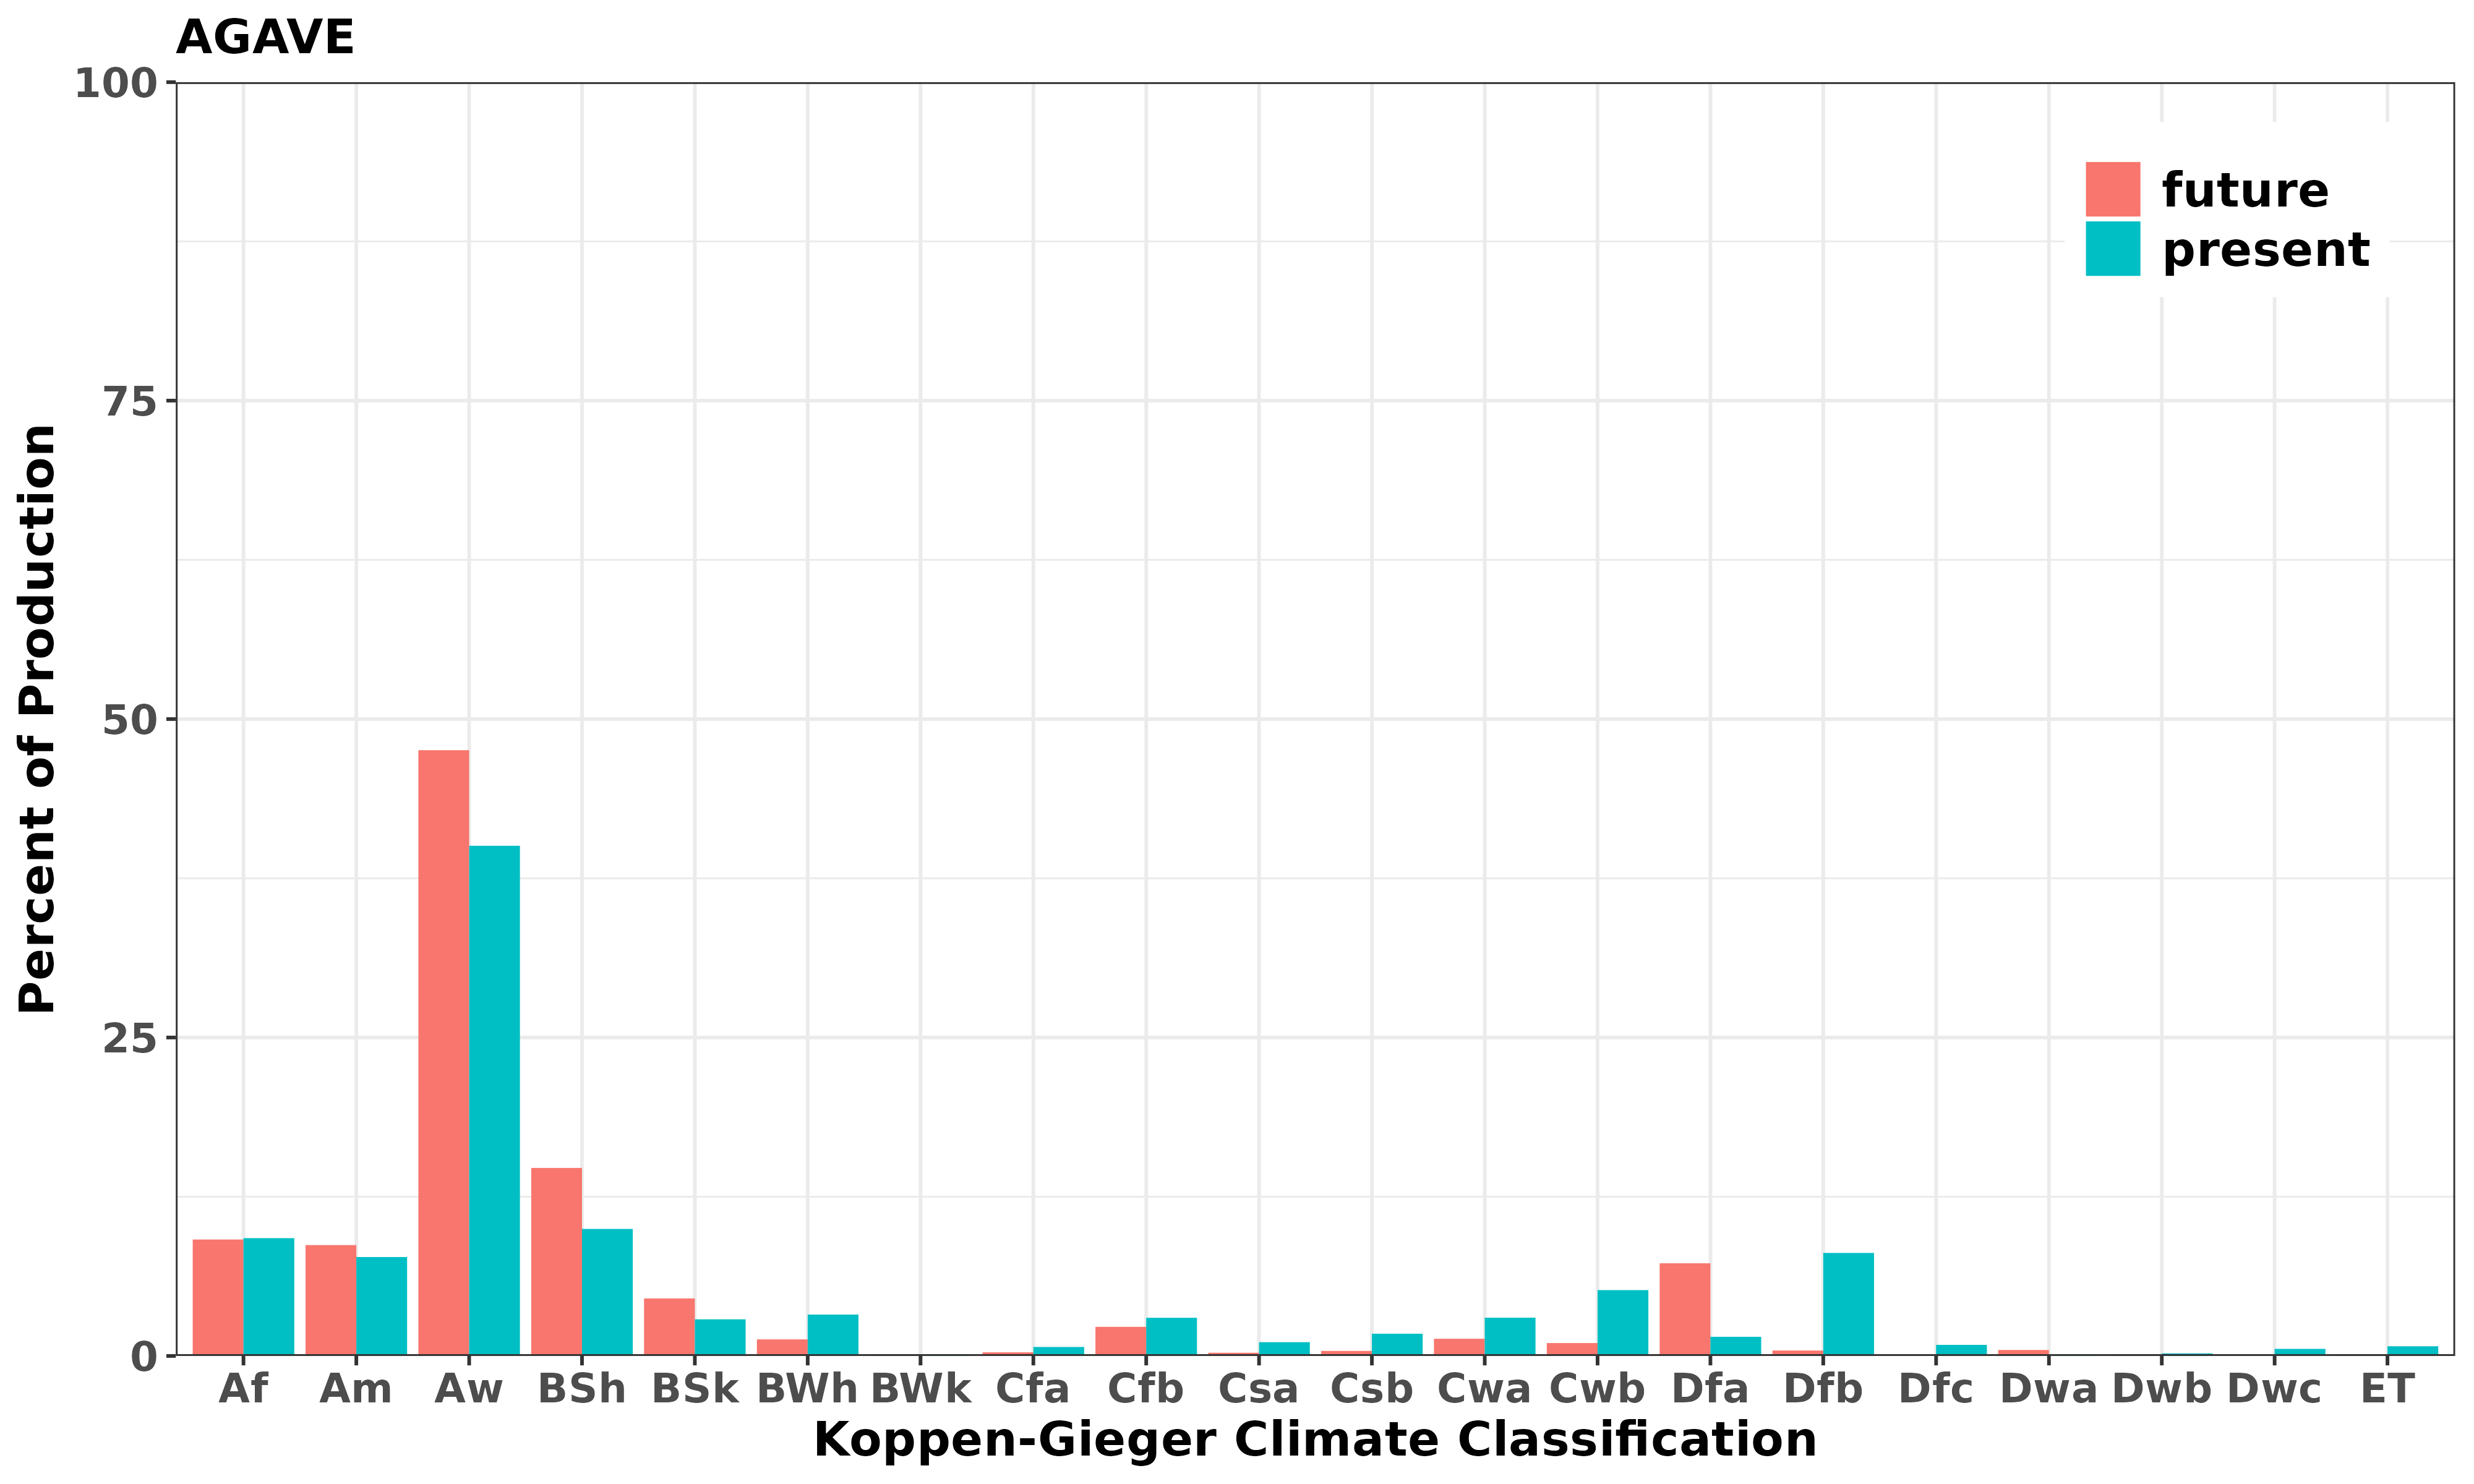 AGAVE
100
75
50
25
0
Percent of Production
future
present
Af Am Aw BSh BSk BWh BWk Cfa Cfb Csa Csb Cwa Cwb Dfa Dfb Dfc Dwa Dwb Dwc ET
Koppen-Gieger Climate Classification